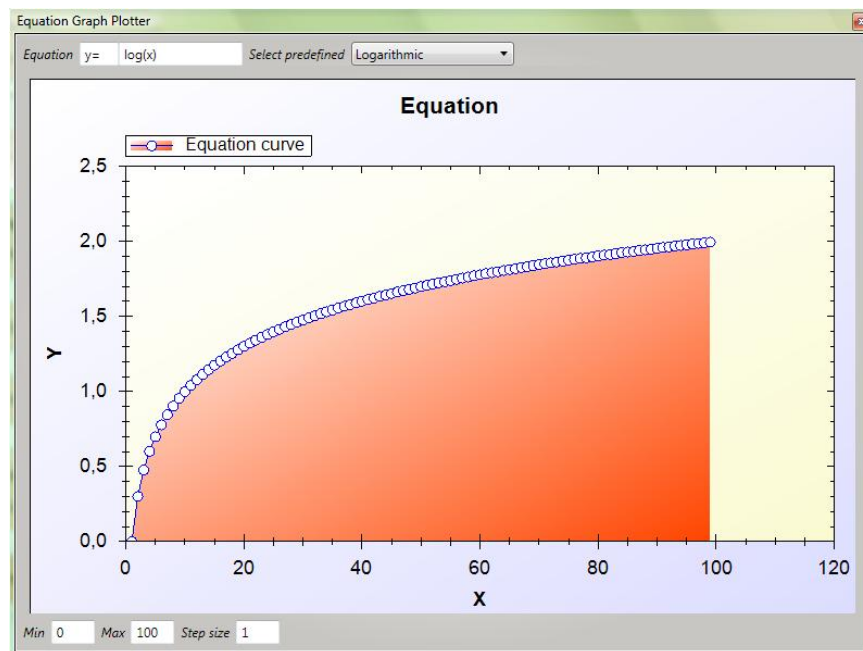 Equation Graph Plotter
Equation y= log(x) Select predefined Logarithmic
Equation
Equation curve
2,5
2,0
1,5
1,0
0,5
0,0
Y
0 20 40 60 80 100 120
X
Min 0 Max 100 Step size 1